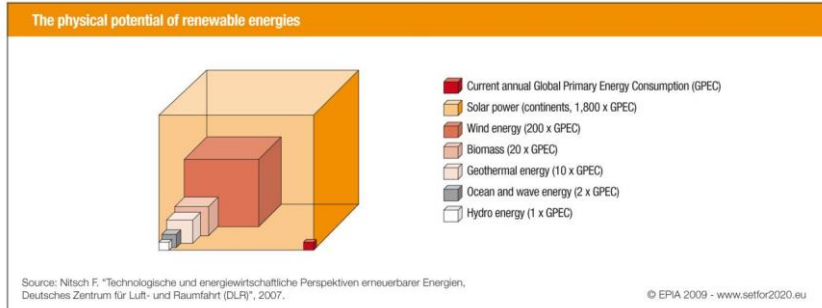 The physical potential of renewable energies
Current annual Global Primary Energy Consumption (GPEC)
Solar power (continents, 1,800 x GPEC)
Wind energy (200 x GPEC)
Biomass (20 x GPEC)
Geothermal energy (10 x GPEC)
Ocean and wave energy (2 x GPEC)
Hydro energy (1 x GPEC)
Source: Nitsch F. "Technologische und energiewirtschaftliche Perspektiven erneuerbarer Energien,
Deutsches Zentrum für Luft- und Raumfahrt (DLR)", 2007.
© EPIA 2009 - www.setfor2020.eu